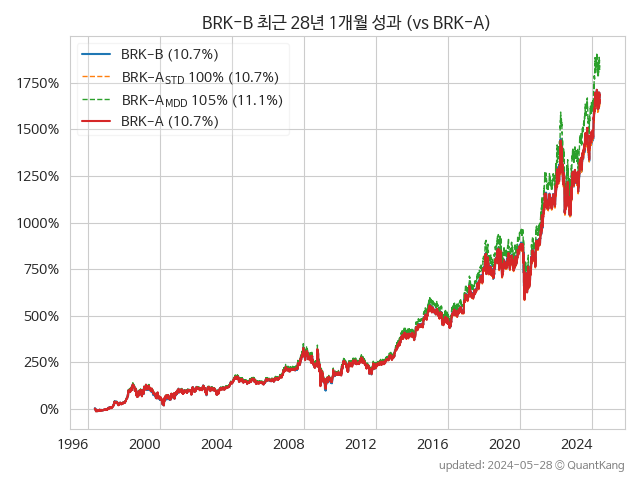 BRK-B 최근 28년 1개월 성과 (vs BRK-A)
BRK-B (10.7%)
BRK-ASTD 100% (10.7%)
BRK-AMDD 105% (11.1%)
BRK-A (10.7%)
1750%
1500%
1250%
1000%
750%
500%
250%
0%
1996 2000 2004 2008 2012 2016 2020 2024
updated: 2024-05-28 © QuantKang